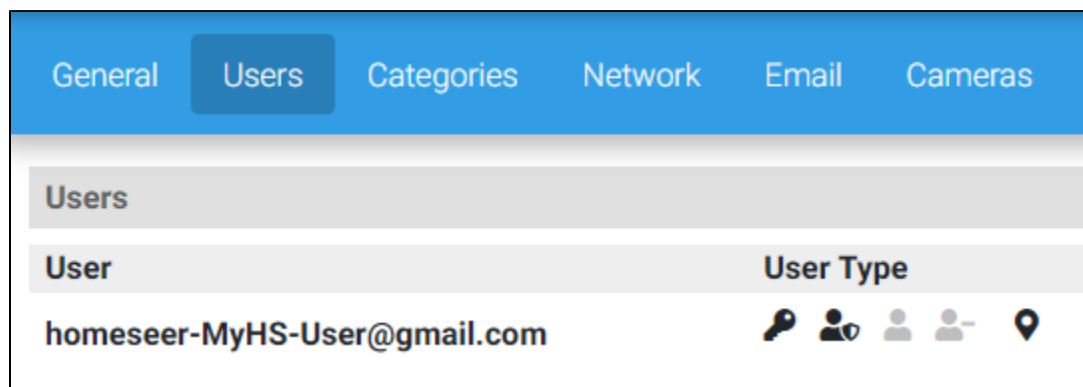 General Users Categories Network Email Cameras
Users
User User Type
homeseer-MyHS-User@gmail.com